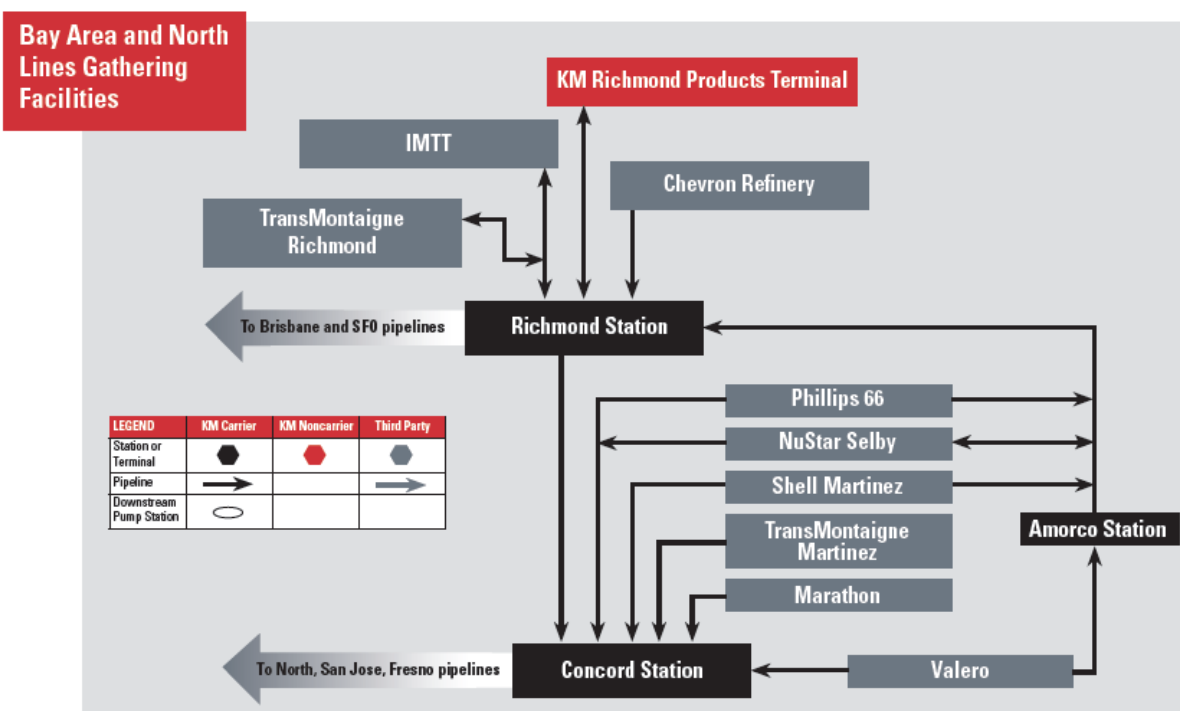 Bay Area and North
Lines Gathering
Facilities
KM Richmond Products Terminal
IMTT
Chevron Refinery
TransMontaigne
Richmond
To Brisbane and SFO pipelines
Richmond Station
Phillips 66
NuStar Selby
Shell Martinez
TransMontaigne
Martinez
Marathon
Amorco Station
LEGEND KM Carrier KM Noncarrier Third Party
Station or
Terminal
Pipeline
Downstream
Pump Station
To North, San Jose, Fresno pipelines
Concord Station
Valero